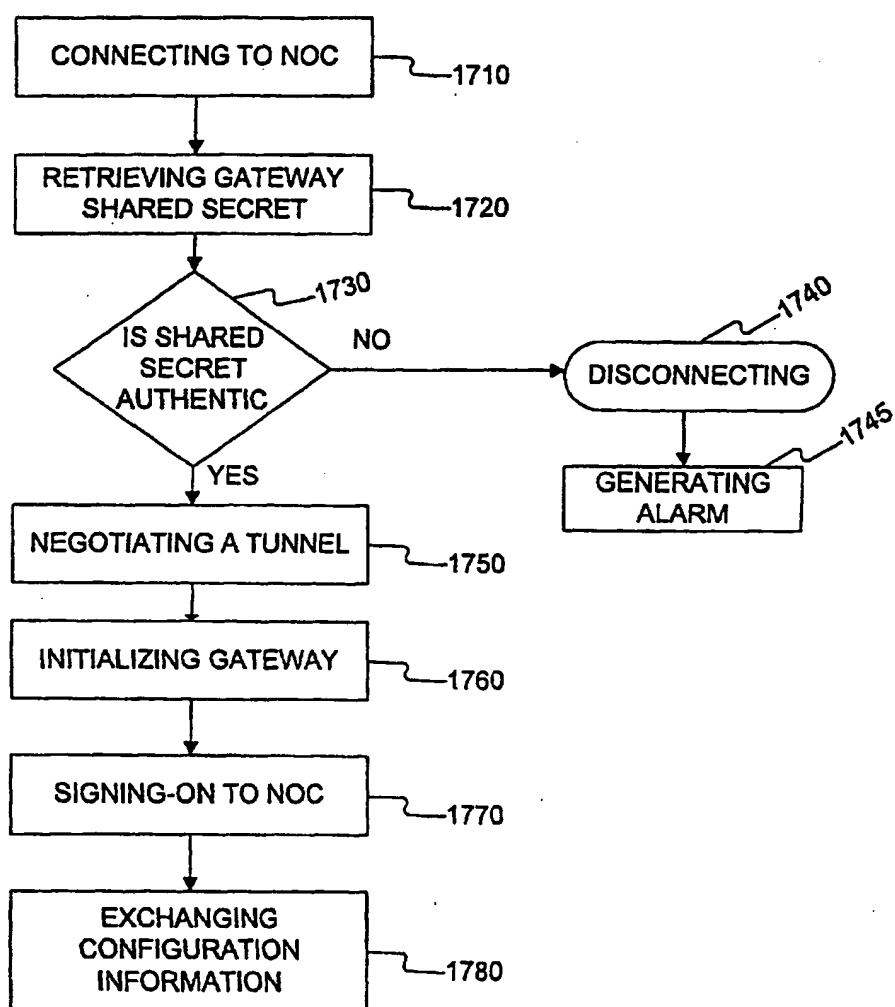 CONNECTING TO NOC
1710
RETRIEVING GATEWAY
SHARED SECRET
1720
1730
IS SHARED
SECRET
AUTHENTIC
NO
1740
DISCONNECTING
1745
GENERATING
ALARM
YES
NEGOTIATING A TUNNEL
1750
INITIALIZING GATEWAY
1760
SIGNING-ON TO NOC
1770
EXCHANGING
CONFIGURATION
INFORMATION
1780